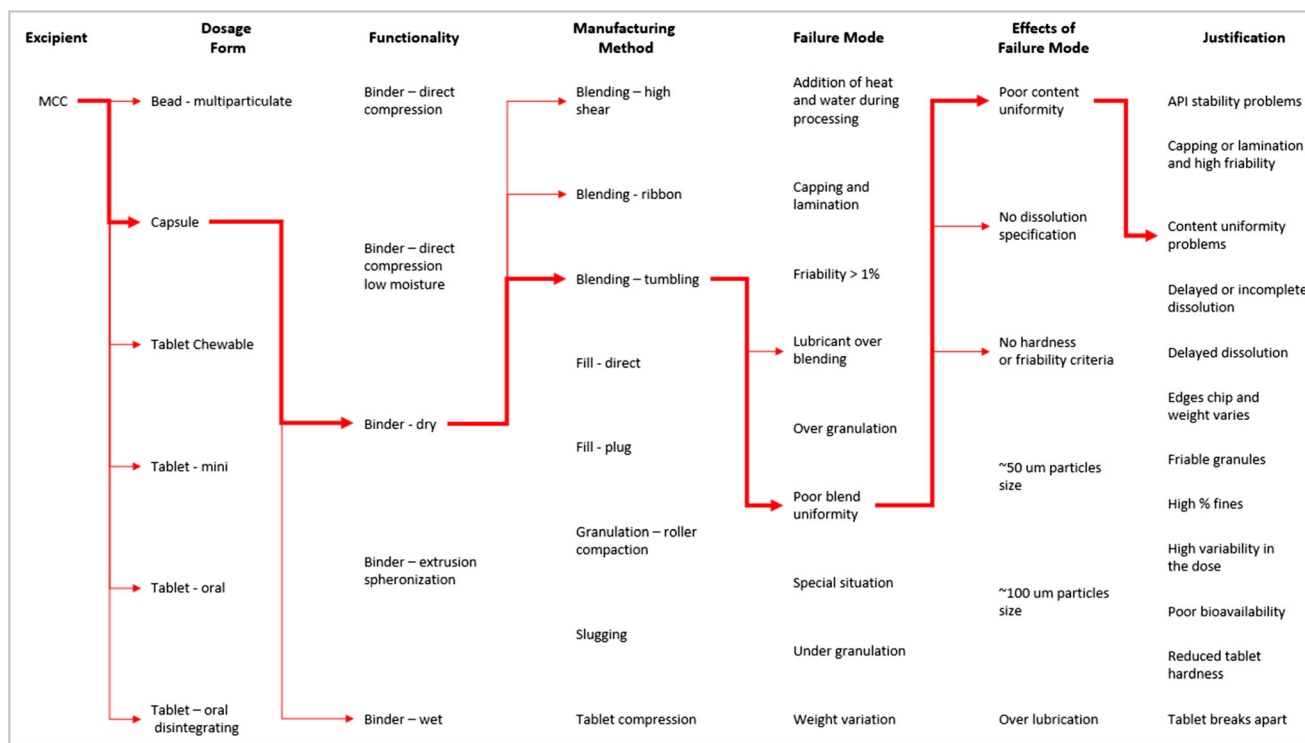 Excipient
Dosage
Form
Functionality
Manufacturing
Method
Failure Mode
Effects of
Failure Mode
Justification
MCC
Bead - multiparticulate
Capsule
Tablet Chewable
Tablet - mini
Tablet - oral
Tablet – oral
disintegrating
Binder – direct
compression
Binder – direct
compression
low moisture
Binder - dry
Binder – extrusion
spheronization
Binder – wet
Blending – high
shear
Blending - ribbon
Blending – tumbling
Fill - direct
Fill - plug
Granulation – roller
compaction
Slugging
Tablet compression
Addition of heat
and water during
processing
Capping and
lamination
Friability > 1%
Lubricant over
blending
Over granulation
Poor blend
uniformity
Special situation
Under granulation
Weight variation
Poor content
uniformity
No dissolution
specification
No hardness
or friability criteria
~50 um particles
size
~100 um particles
size
Over lubrication
API stability problems
Capping or lamination
and high friability
Content uniformity
problems
Delayed or incomplete
dissolution
Delayed dissolution
Edges chip and
weight varies
Friable granules
High % fines
High variability in
the dose
Poor bioavailability
Reduced tablet
hardness
Tablet breaks apart